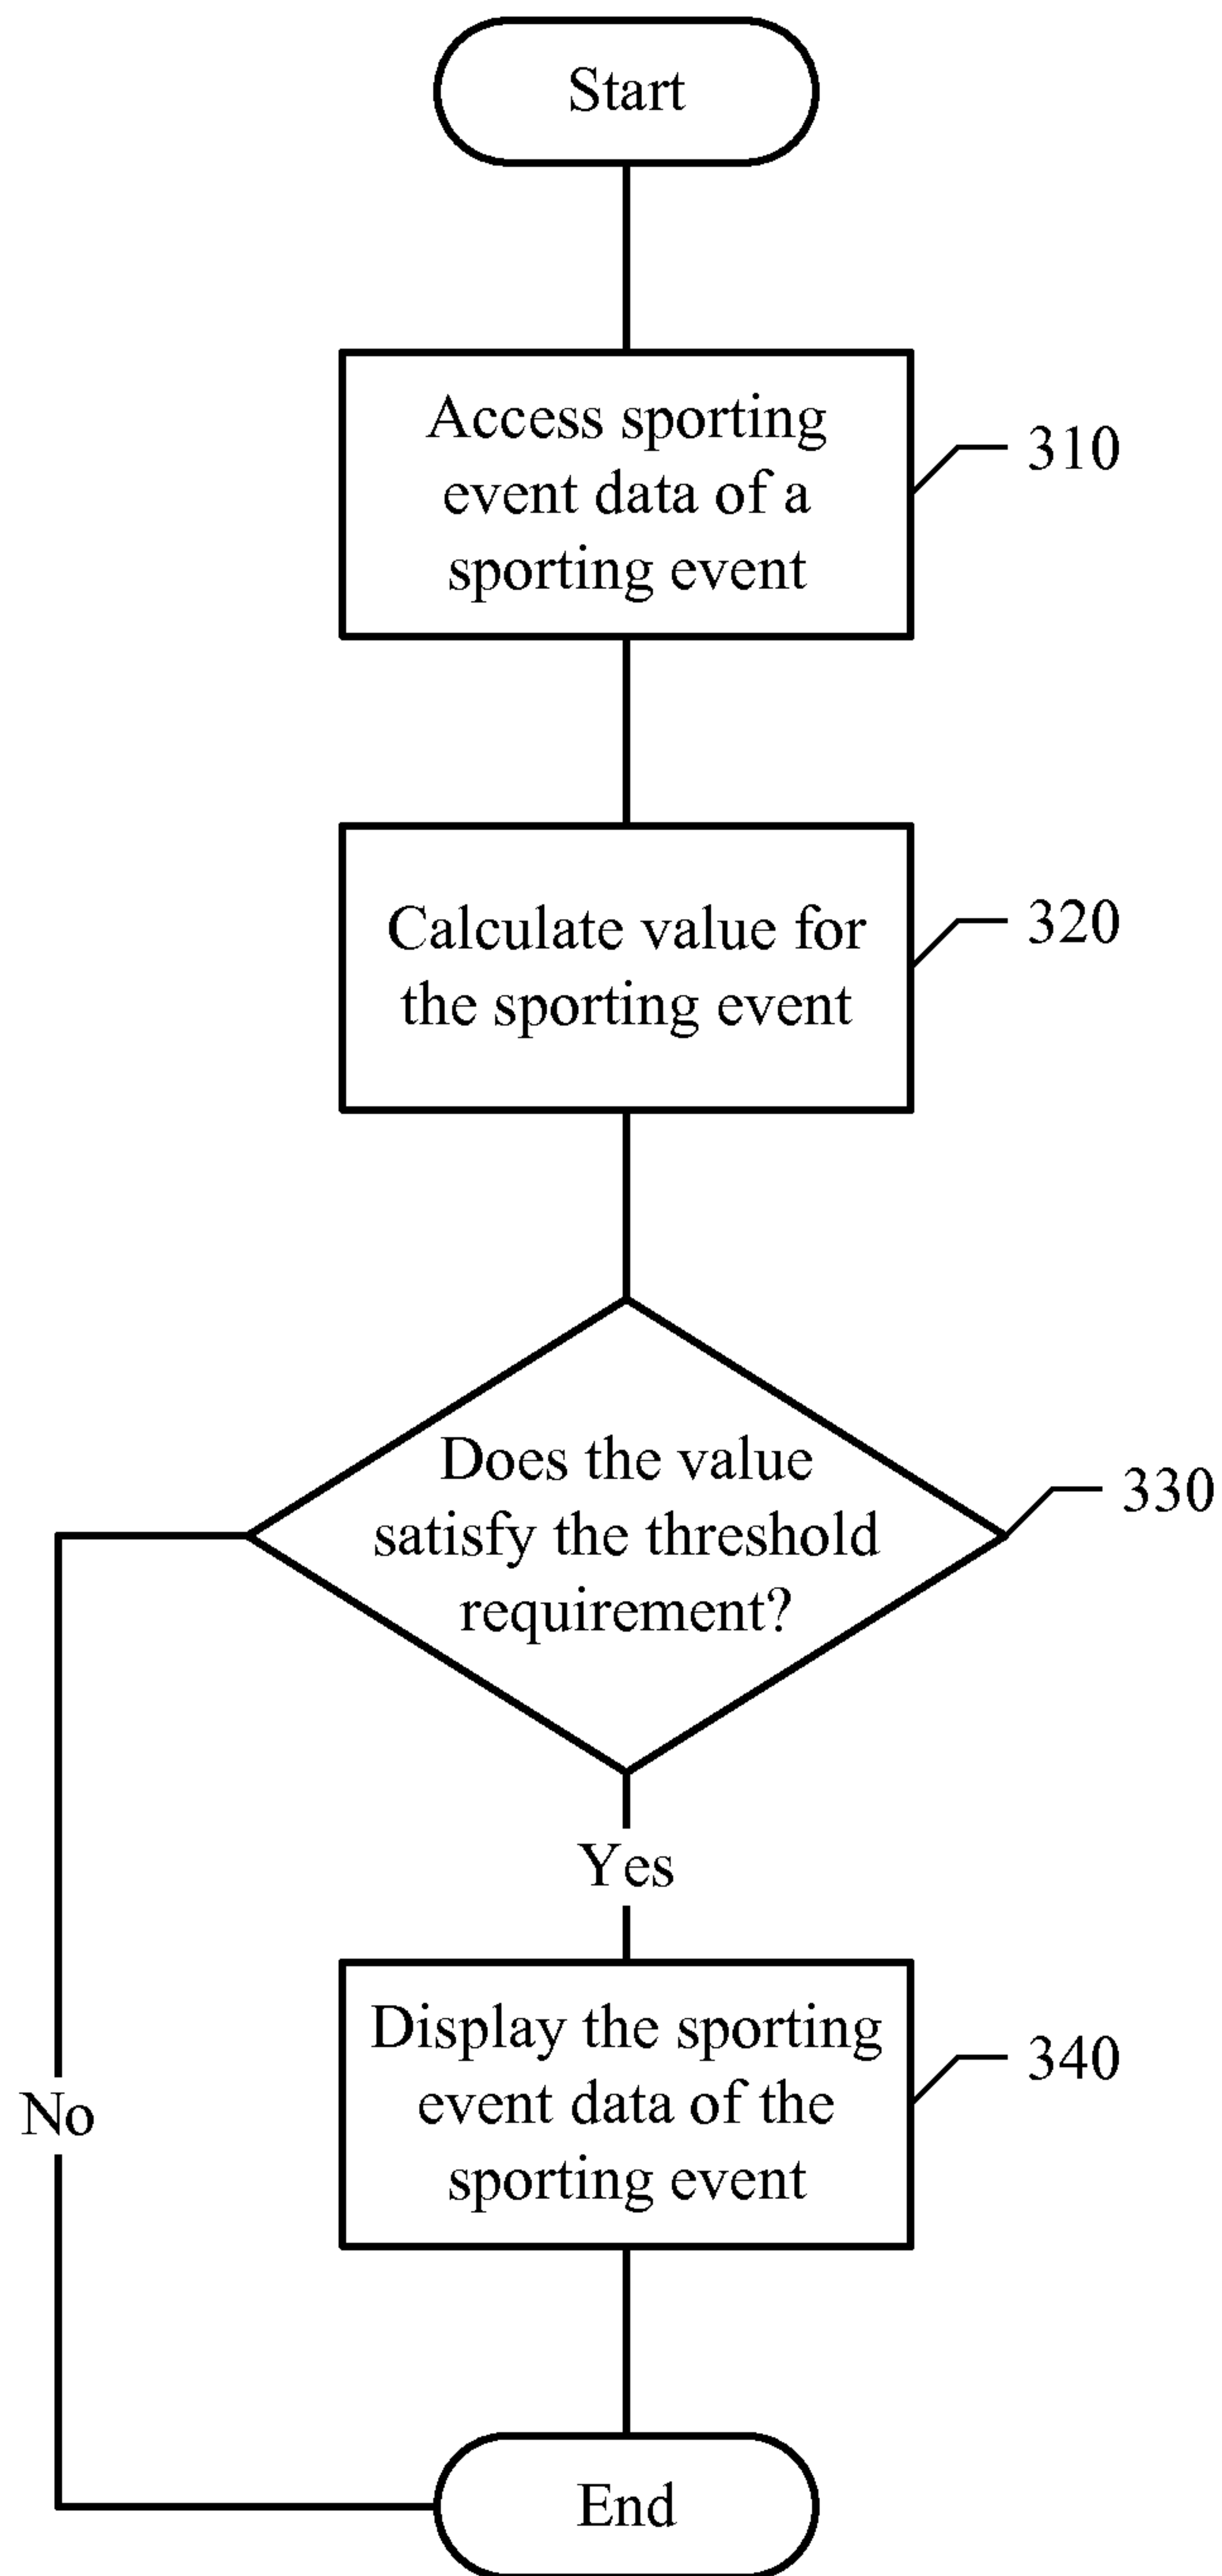 Start
Access sporting
event data of a
sporting event
310
Calculate value for
the sporting event
320
Does the value
satisfy the threshold
requirement?
330
Yes
Display the sporting
event data of the
sporting event
340
No
End